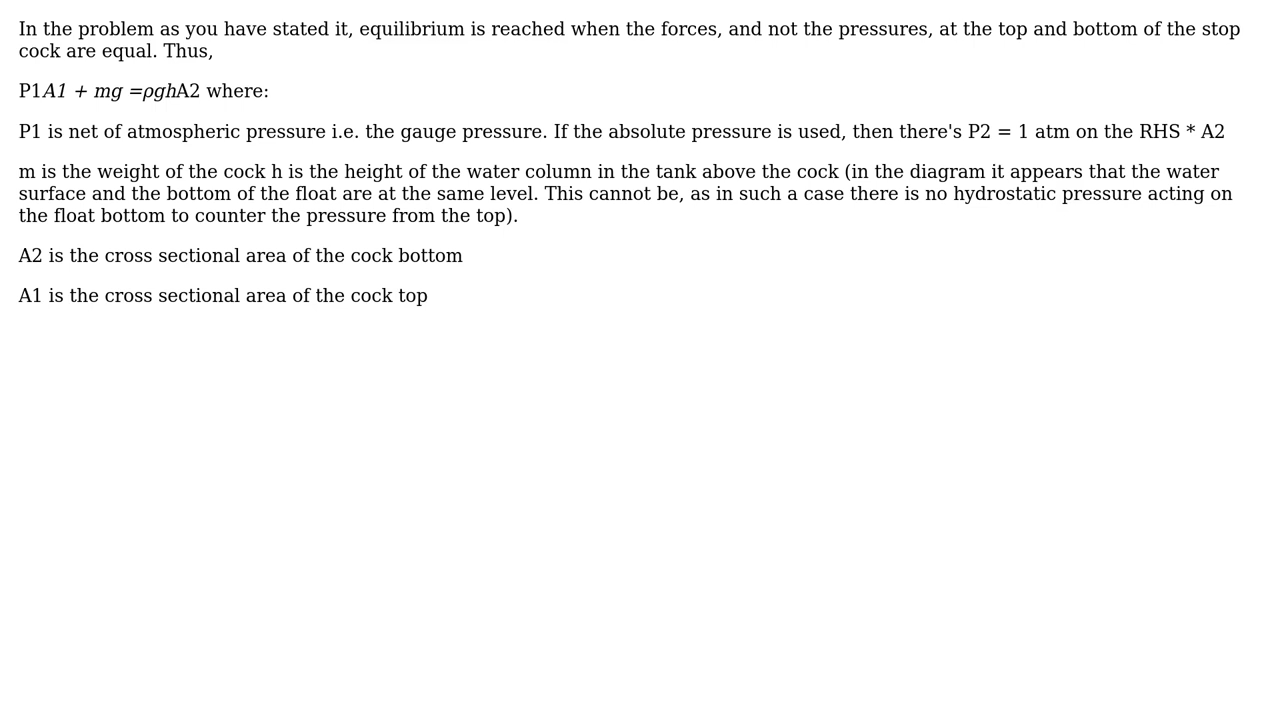 In the problem as you have stated it, equilibrium is reached when the forces, and not the pressures, at the top and bottom of the stop
cock are equal. Thus,
P1A1 + mg =ρghA2 where:
P1 is net of atmospheric pressure i.e. the gauge pressure. If the absolute pressure is used, then there's P2 = 1 atm on the RHS * A2
m is the weight of the cock h is the height of the water column in the tank above the cock (in the diagram it appears that the water
surface and the bottom of the float are at the same level. This cannot be, as in such a case there is no hydrostatic pressure acting on
the float bottom to counter the pressure from the top).
A2 is the cross sectional area of the cock bottom
A1 is the cross sectional area of the cock top